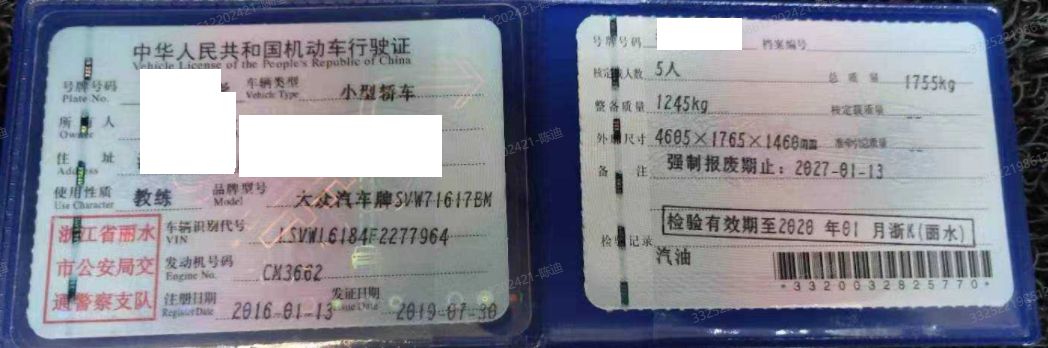 中华人民共和国机动车行驶证
Vehicle License of the People's Republic of China
号牌号码 车辆类型 小型轿车
Plate No. Vehicle Type
所 有 人
Owner
住 址
Address
使用性质 教练 品牌型号 大众汽车牌SVW71617BM
Use Character Model
浙江省丽水
市公安局交
通警察支队
车辆识别代号
VIN LSVWL6184F2277964
发动机号码 CM3662
Engine No.
注册日期 2016-01-13 发证日期 2019-07-30
Register Date Issue Date
号牌号码 档案编号
核定载人数 5人 总质量 1755kg
整备质量 1245kg 核定载质量
外廓尺寸 4605×1765×1460mm 准牵引总质量
备 注 强制报废期止：2027-01-13
检验有效期至2020 年01 月浙K(丽水)
检验记录
汽油
*3320032825770*